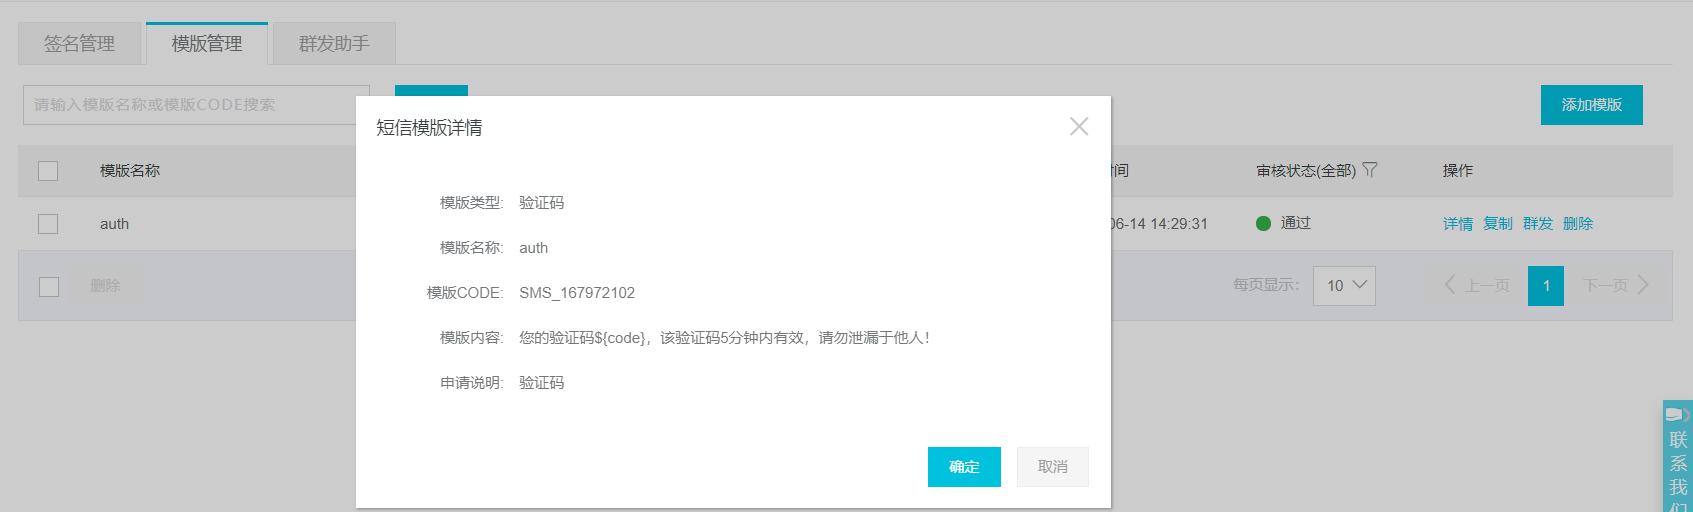 签名管理 模版管理 群发助手
请输入模版名称或模版CODE搜索 添加模版
短信模版详情
模版名称 间 审核状态(全部) 操作
模版类型: 验证码
auth 06-14 14:29:31 通过 详情 复制 群发 删除
模版名称: auth
删除 每页显示: 10 上一页 1 下一页
模版CODE: SMS_167972102
模版内容: 您的验证码${code}，该验证码5分钟内有效，请勿泄漏于他人！
申请说明: 验证码
确定 取消
联系我们